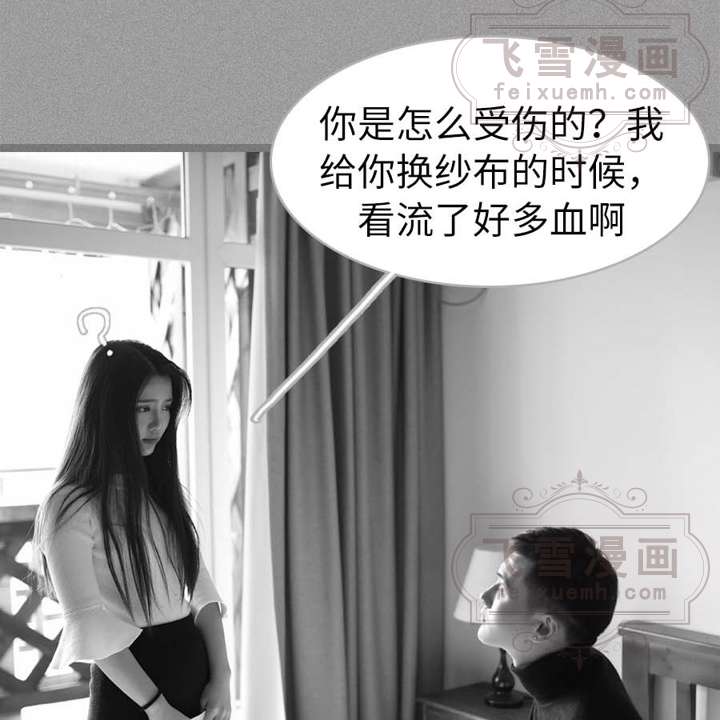 飞雪漫画
feixuemh.com
你是怎么受伤的？我
给你换纱布的时候，
看流了好多血啊
?
飞雪漫画
feixuemh.com